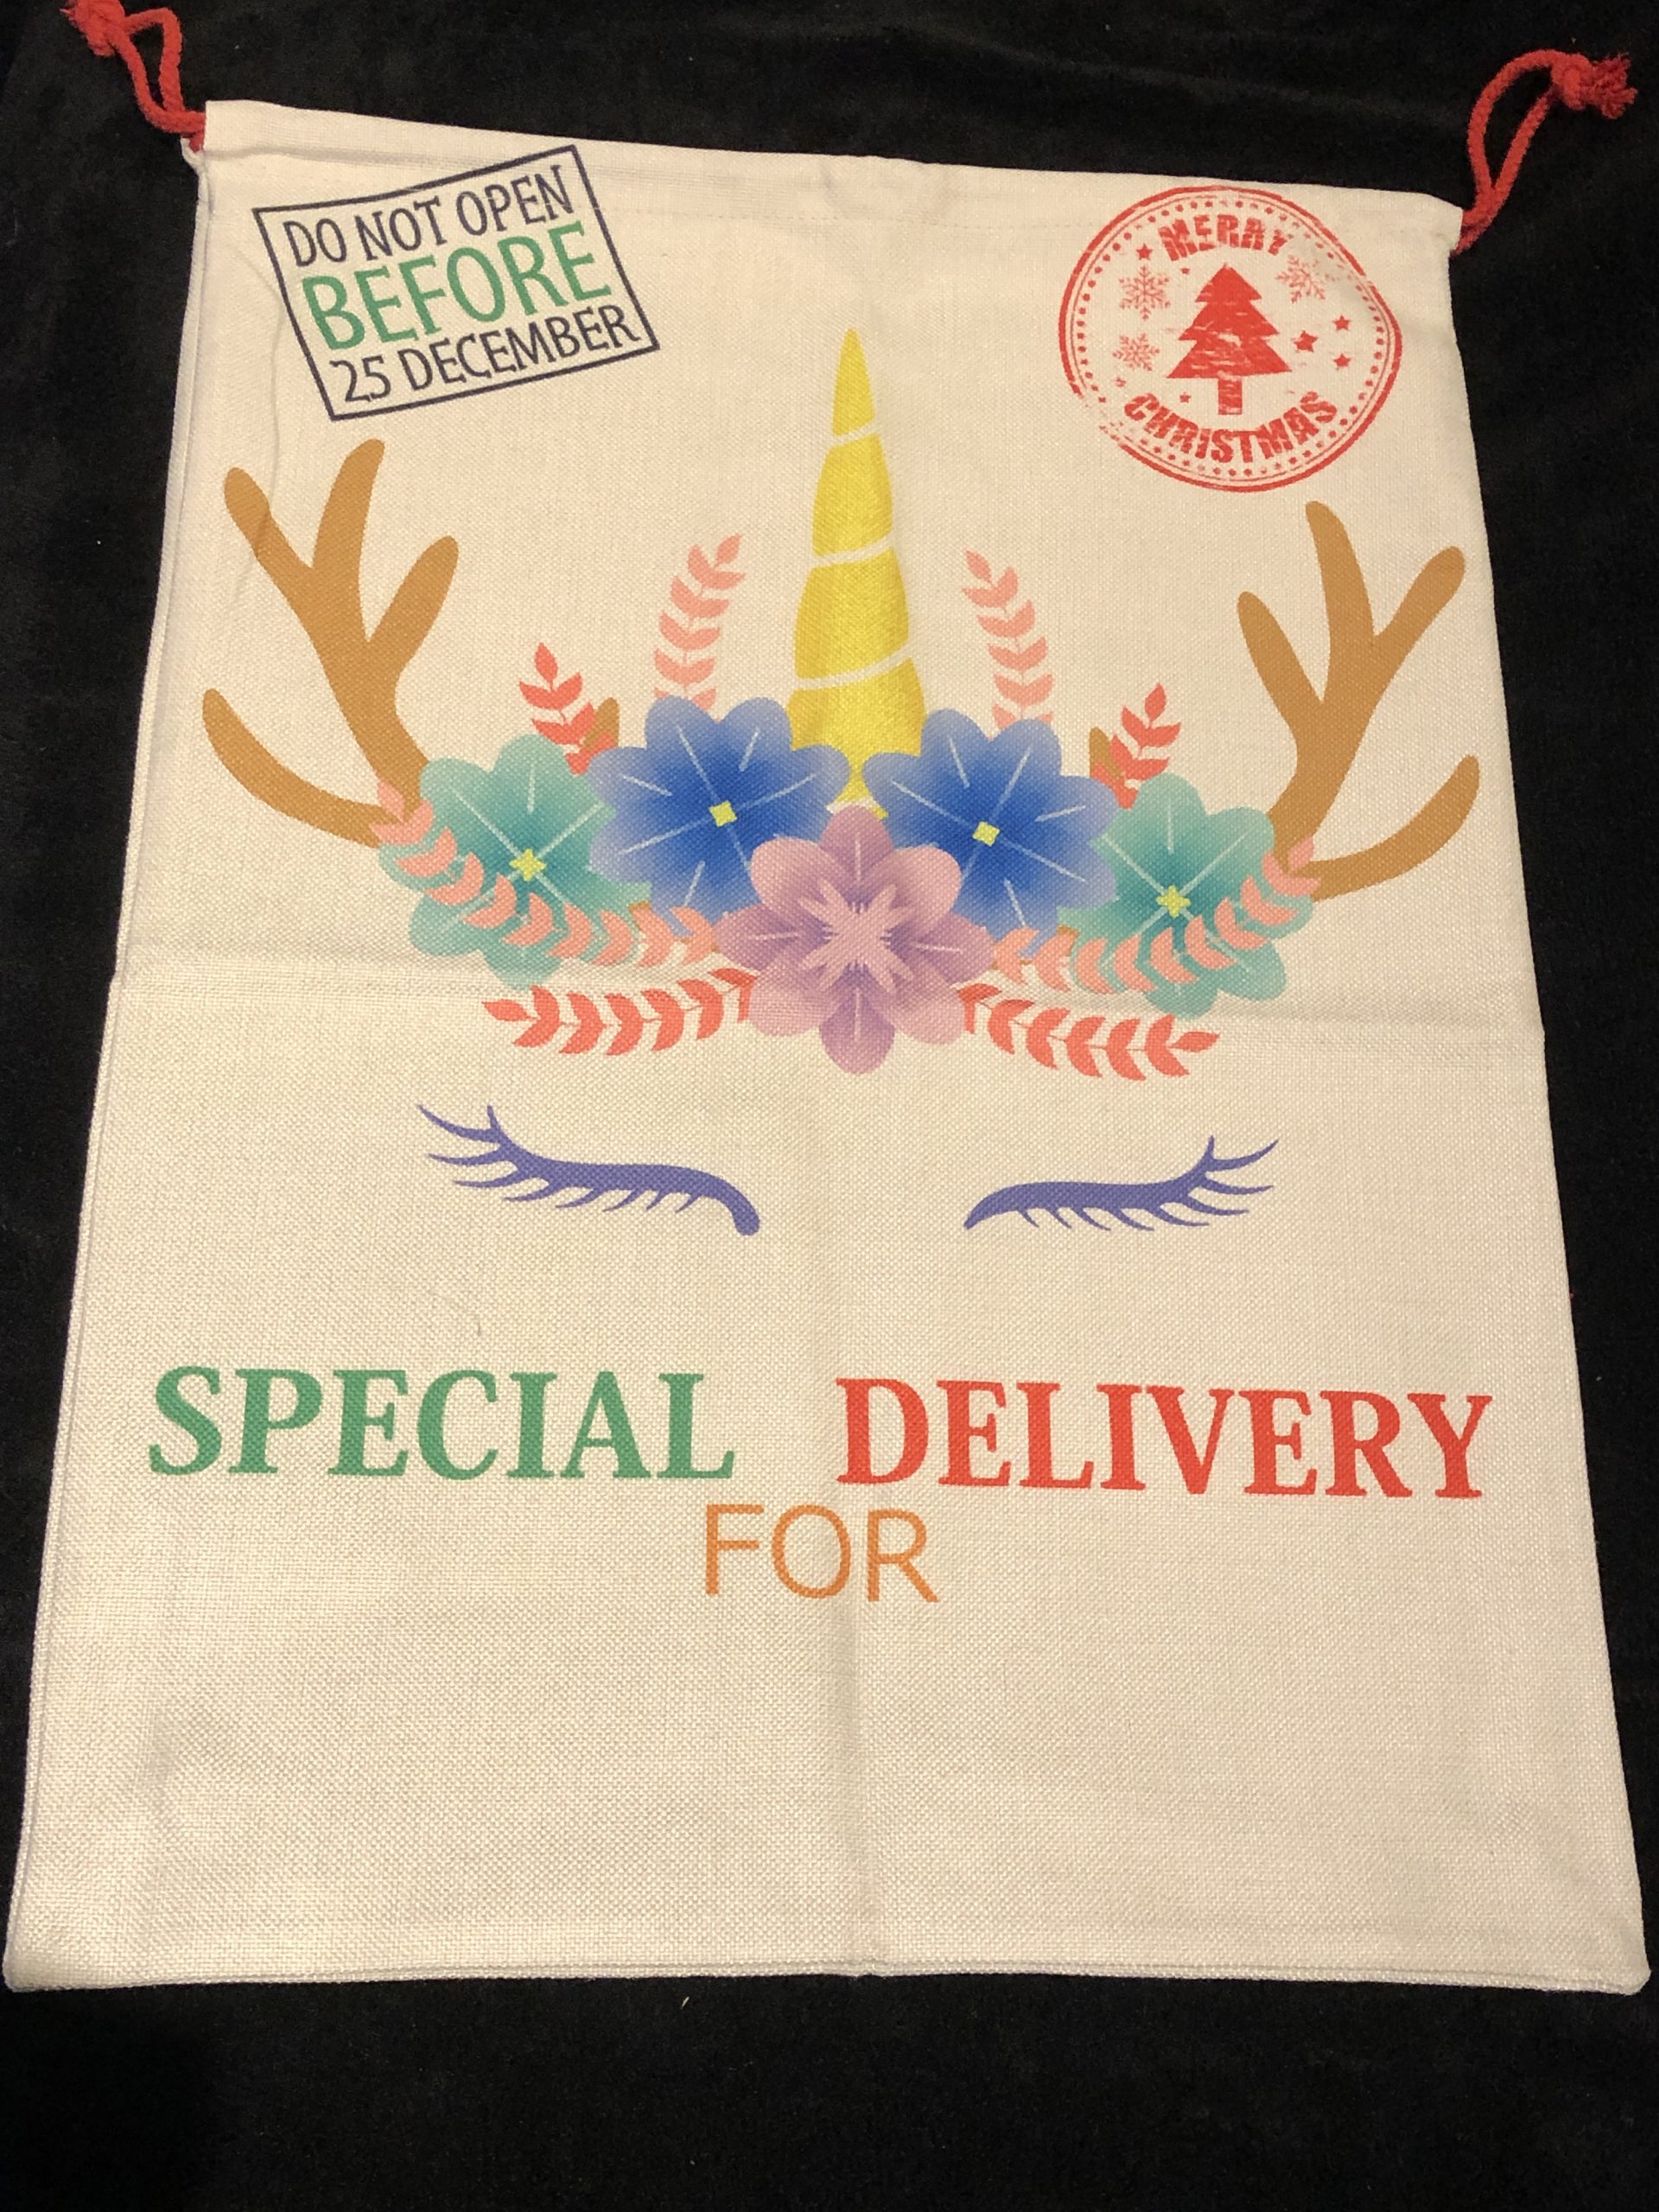 DO NOT OPEN
BEFORE
25 DECEMBER
MERRY
CHRISTMAS
SPECIAL DELIVERY
FOR